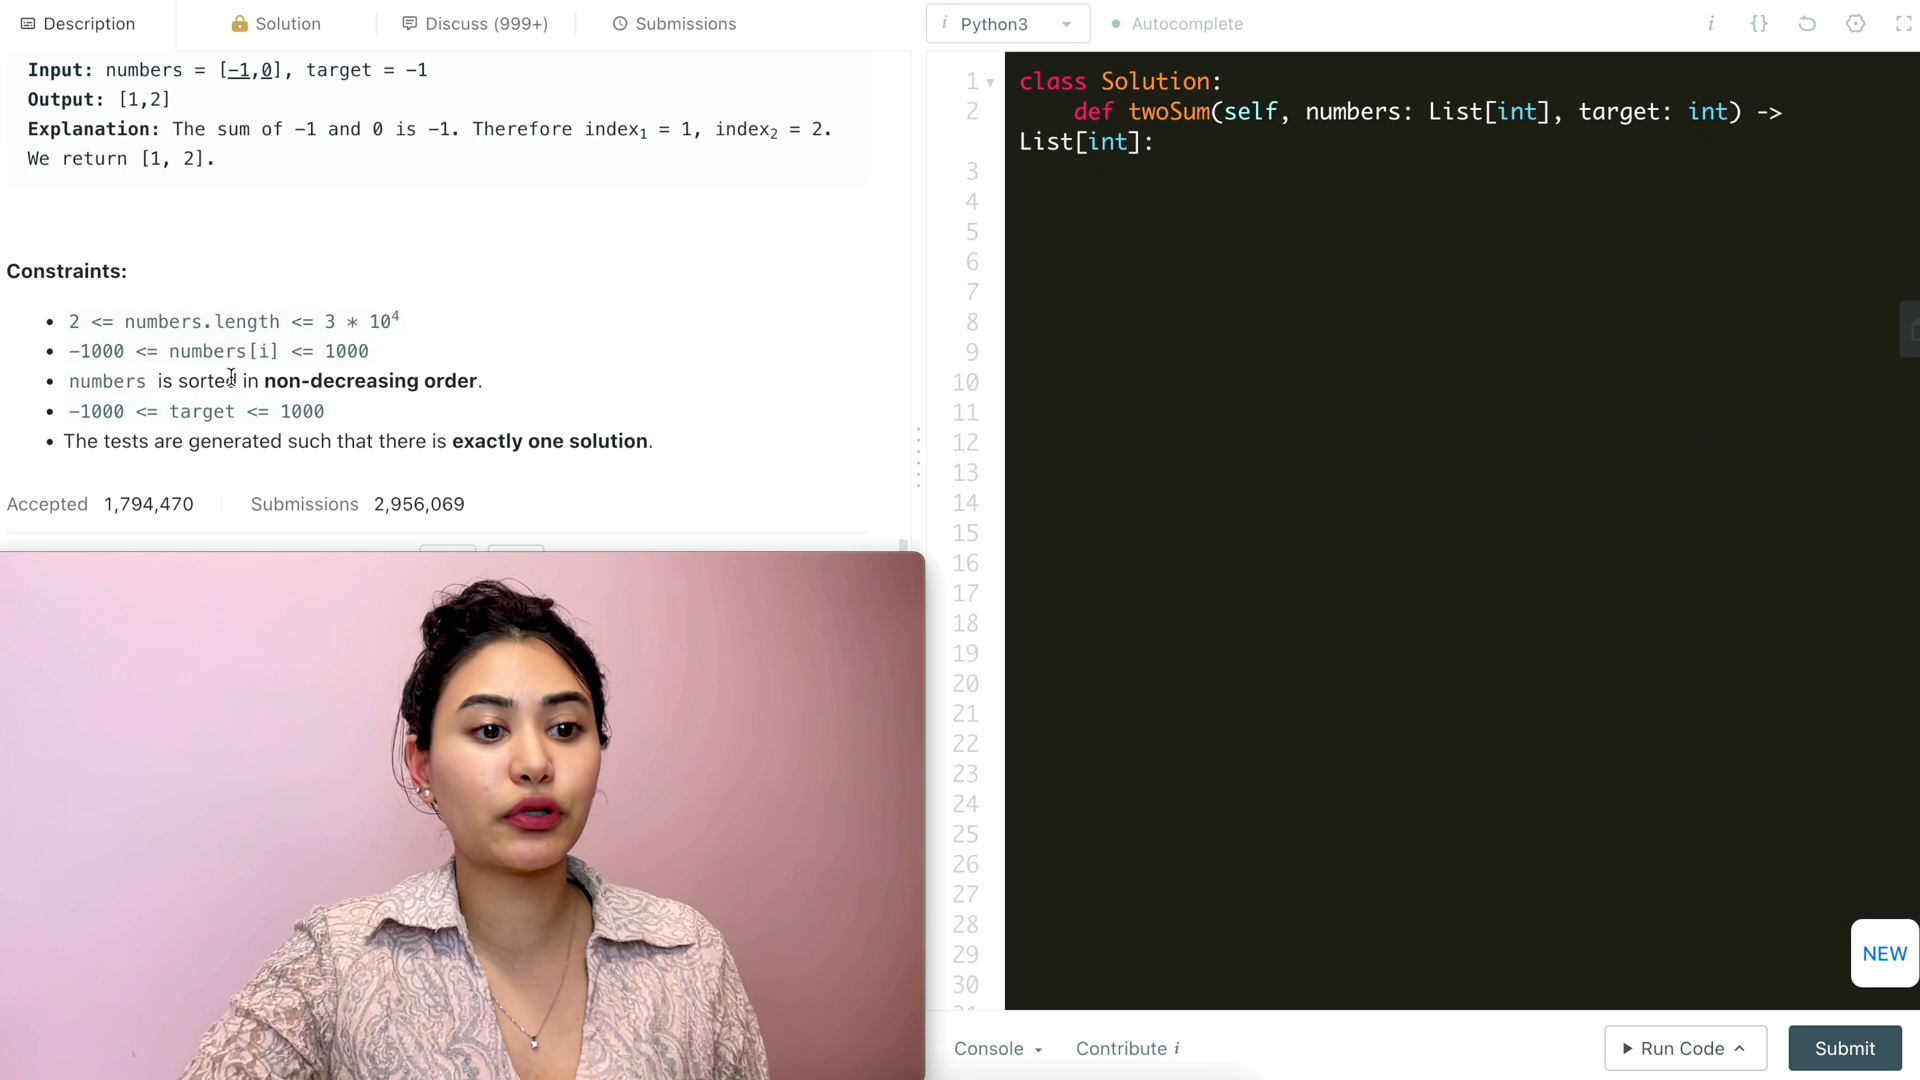 Description
Solution
Discuss (999+)
Submissions
i Python3
Autocomplete
i {}
Input: numbers = [-1,0], target = -1
Output: [1,2]
Explanation: The sum of -1 and 0 is -1. Therefore index₁ = 1, index₂ = 2.
We return [1, 2].
Constraints:
• 2 <= numbers.length <= 3 * 10⁴
• -1000 <= numbers[i] <= 1000
• numbers is sorted in non-decreasing order.
• -1000 <= target <= 1000
• The tests are generated such that there is exactly one solution.
Accepted 1,794,470 Submissions 2,956,069
1 class Solution:
2 def twoSum(self, numbers: List[int], target: int) ->
List[int]:
3
4
5
6
7
8
9
10
11
12
13
14
15
16
17
18
19
20
21
22
23
24
25
26
27
28
29
30
NEW
Console
Contribute i
Run Code
Submit